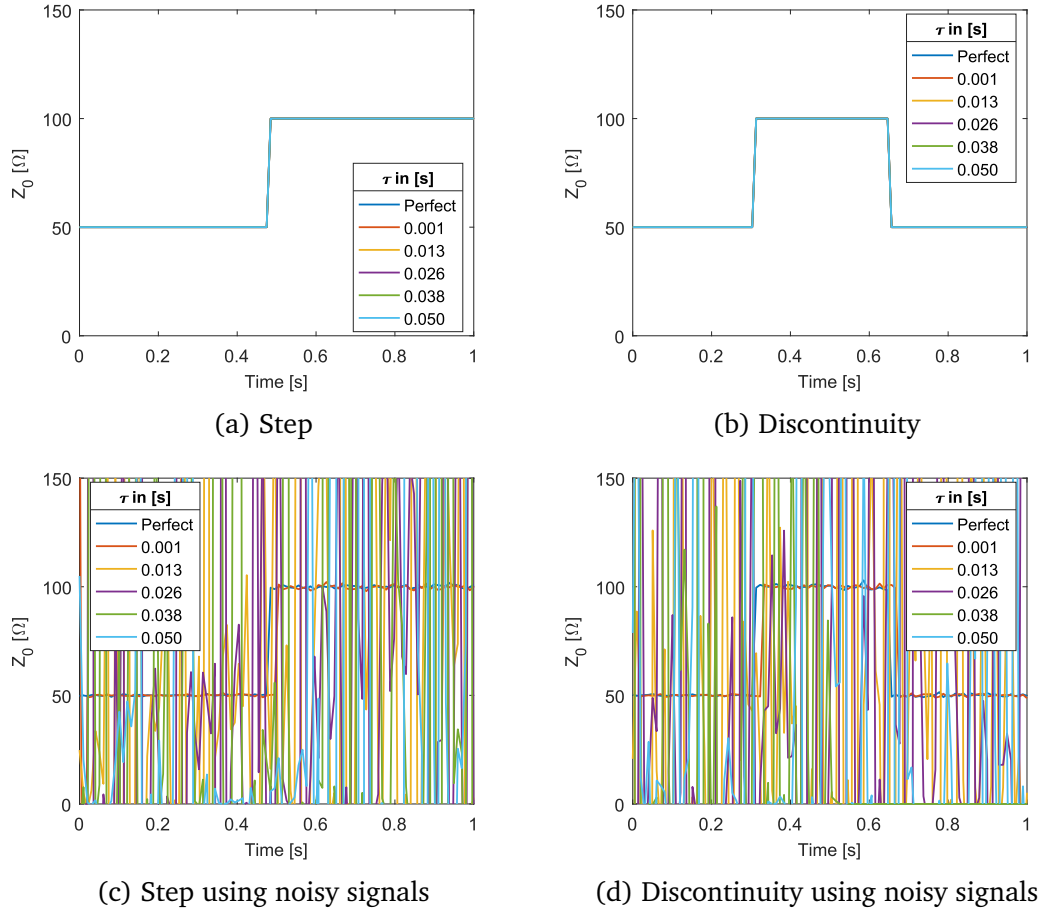 150
100
50
0
Z0 [Ω]
0 0.2 0.4 0.6 0.8 1
Time [s]
τ in [s]
Perfect
0.001
0.013
0.026
0.038
0.050
(a) Step
150
100
50
0
Z0 [Ω]
0 0.2 0.4 0.6 0.8 1
Time [s]
τ in [s]
Perfect
0.001
0.013
0.026
0.038
0.050
(b) Discontinuity
150
100
50
0
Z0 [Ω]
0 0.2 0.4 0.6 0.8 1
Time [s]
τ in [s]
Perfect
0.001
0.013
0.026
0.038
0.050
(c) Step using noisy signals
150
100
50
0
Z0 [Ω]
0 0.2 0.4 0.6 0.8 1
Time [s]
τ in [s]
Perfect
0.001
0.013
0.026
0.038
0.050
(d) Discontinuity using noisy signals